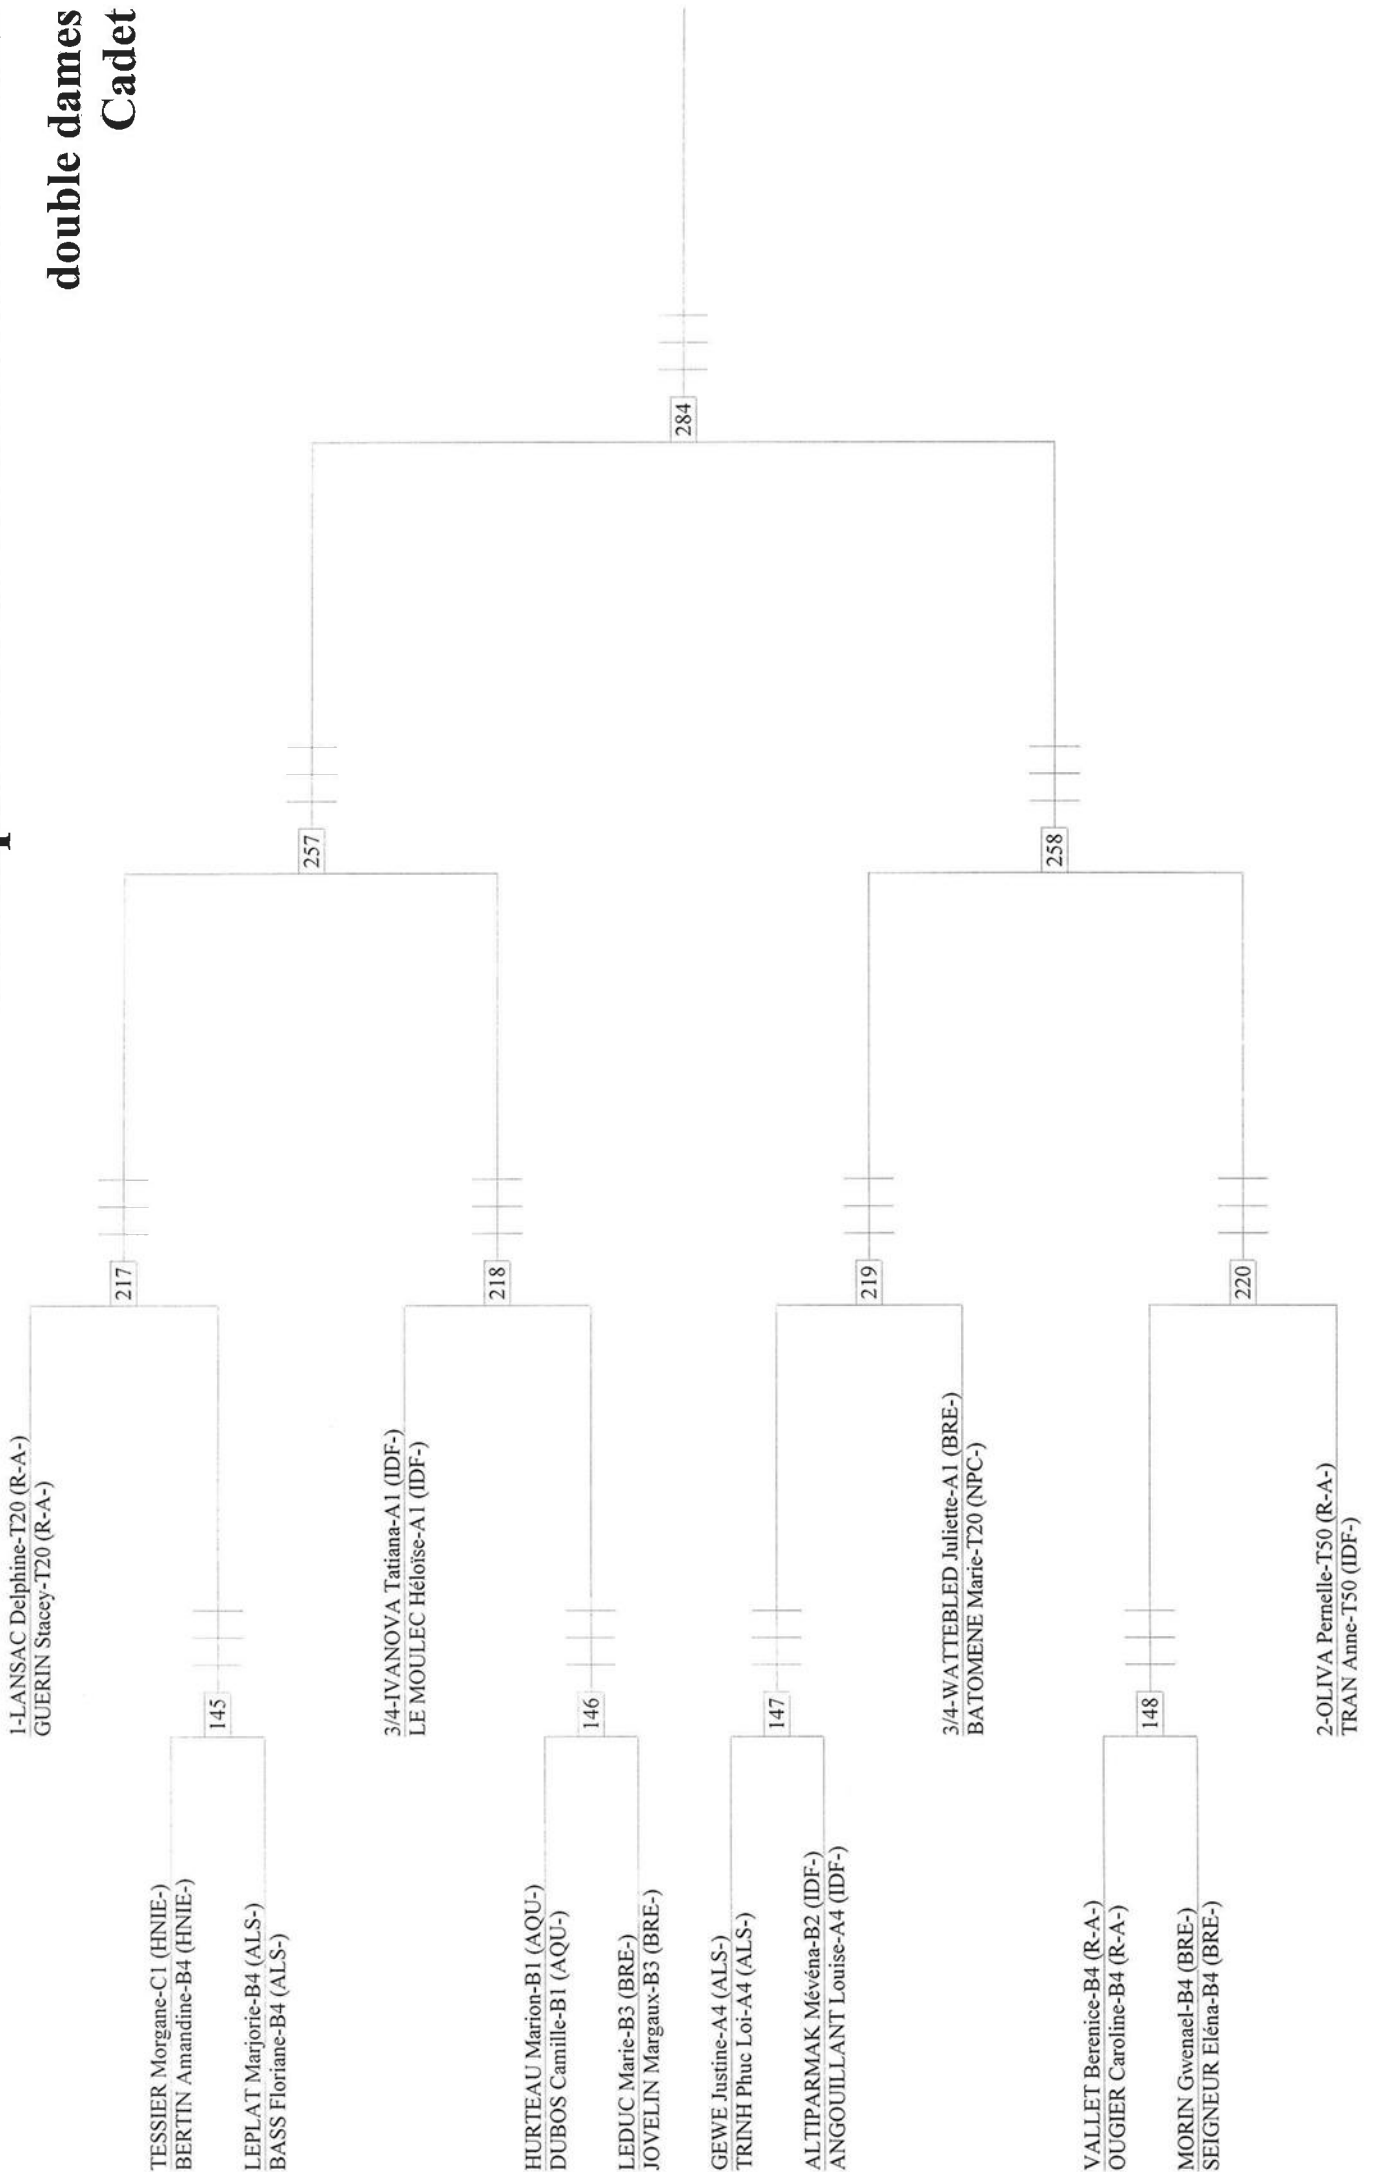 double dames
Cadet
1-LANSAC Delphine-T20 (R-A-)
GUERIN Stacey-T20 (R-A-)
217
TESSIER Morgane-C1 (HNIE-)
BERTIN Amandine-B4 (HNIE-)
145
LEPLAT Marjorie-B4 (ALS-)
BASS Floriane-B4 (ALS-)
257
3/4-IVANOVA Tatiana-A1 (IDF-)
LE MOULEC Héloïse-A1 (IDF-)
218
HURTEAU Marion-B1 (AQU-)
DUBOS Camille-B1 (AQU-)
146
LEDUC Marie-B3 (BRE-)
JOVELIN Margaux-B3 (BRE-)
284
GEWE Justine-A4 (ALS-)
TRINH Phuc Loi-A4 (ALS-)
147
ALTIPARMAK Mévéna-B2 (IDF-)
ANGOUILLANT Louise-A4 (IDF-)
219
3/4-WATTEBLED Juliette-A1 (BRE-)
BATOMENE Marie-T20 (NPC-)
258
VALLET Berenice-B4 (R-A-)
OUGIER Caroline-B4 (R-A-)
148
MORIN Gwenael-B4 (BRE-)
SEIGNEUR Eléna-B4 (BRE-)
220
2-OLIVA Pernelle-T50 (R-A-)
TRAN Anne-T50 (IDF-)